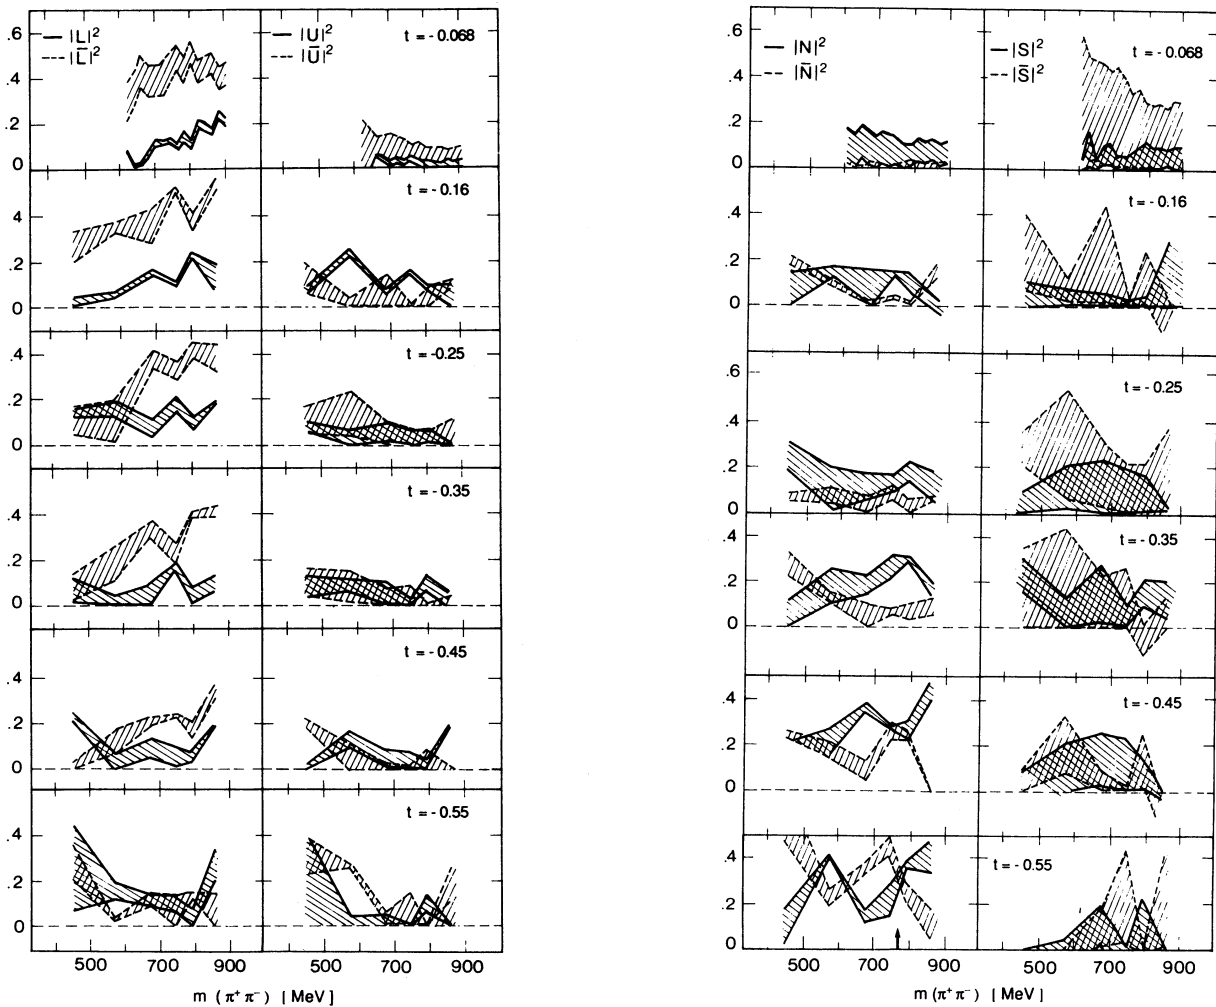 |L|²
|L̄|²
|U|²
|Ū|²
t = - 0.068
.6
.4
.2
0
t = - 0.16
.4
.2
0
t = - 0.25
.4
.2
0
t = - 0.35
.4
.2
0
t = - 0.45
.4
.2
0
t = - 0.55
.4
.2
0
500 700 900 500 700 900
m (π⁺ π⁻) [ MeV]
|N|²
|N̄|²
|S|²
|S̄|²
t = - 0.068
.6
.4
.2
0
t = - 0.16
.6
.4
.2
0
t = - 0.25
.6
.4
.2
0
t = - 0.35
.4
.2
0
t = - 0.45
.4
.2
0
t = - 0.55
.4
.2
0
500 700 900 500 700 900
m (π⁺ π⁻) [ MeV]